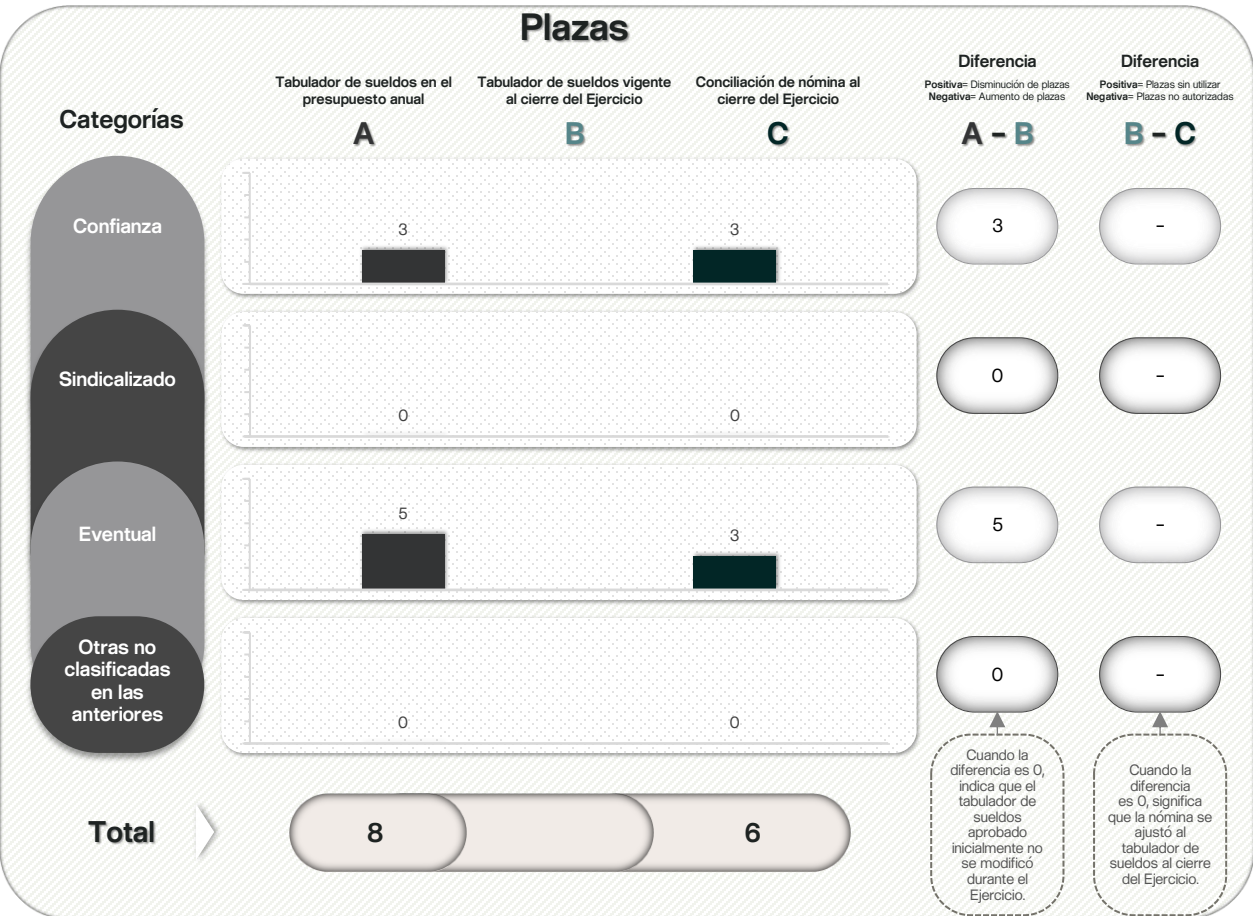 Plazas
Categorías
Tabulador de sueldos en el
presupuesto anual
A
Tabulador de sueldos vigente
al cierre del Ejercicio
B
Conciliación de nómina al
cierre del Ejercicio
C
Diferencia
Positiva= Disminución de plazas
Negativa= Aumento de plazas
A - B
Diferencia
Positiva= Plazas sin utilizar
Negativa= Plazas no autorizadas
B - C
Confianza
3
3
3
-
Sindicalizado
0
0
0
-
Eventual
5
3
5
-
Otras no
clasificadas
en las
anteriores
0
0
0
-
Total
8
6
Cuando la
diferencia es 0,
indica que el
tabulador de
sueldos
aprobado
inicialmente no
se modificó
durante el
Ejercicio.
Cuando la
diferencia
es 0, significa
que la nómina se
ajustó al
tabulador de
sueldos al cierre
del Ejercicio.